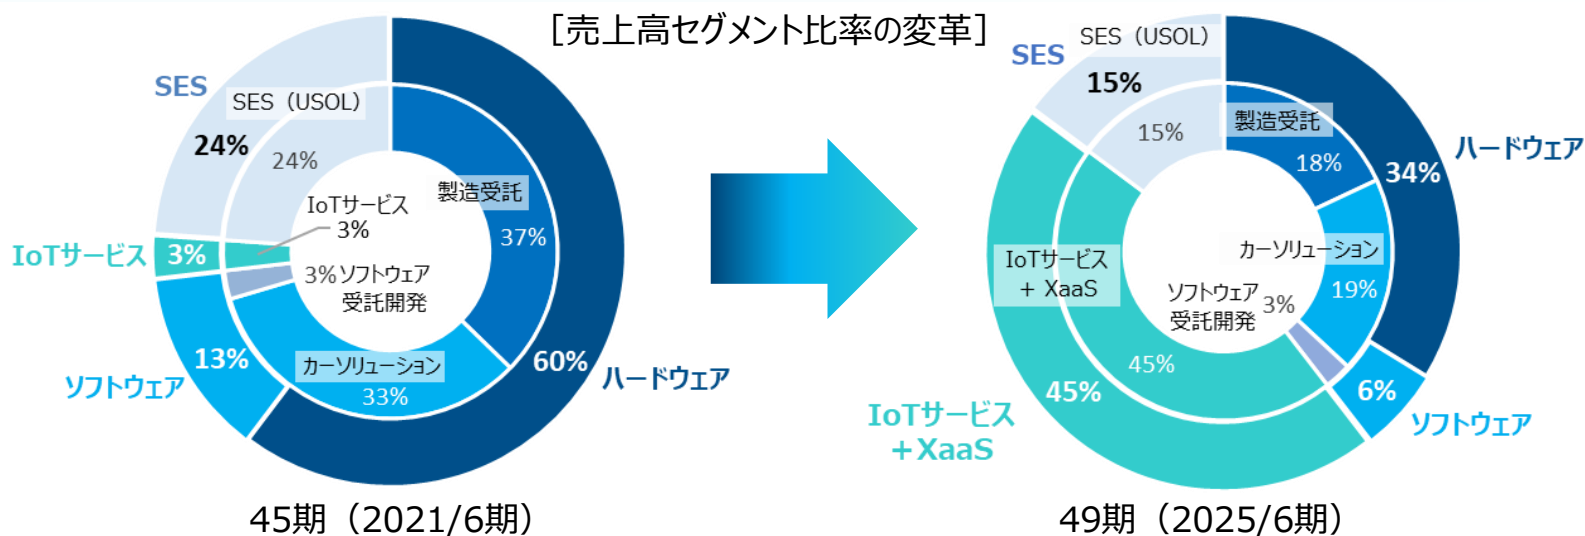 [売上高セグメント比率の変革]
SES
24%
SES（USOL）
24%
IoTサービス
3%
IoTサービス
3%
3%
ソフトウェア
受託開発
製造受託
37%
カーソリューション
33%
13%
ソフトウェア
60%
ハードウェア
45期（2021/6期）
SES
SES（USOL）
15%
15%
製造受託
18%
34%
ハードウェア
カーソリューション
19%
ソフトウェア
受託開発
3%
IoTサービス
+ XaaS
45%
45%
IoTサービス
+XaaS
6%
ソフトウェア
49期（2025/6期）